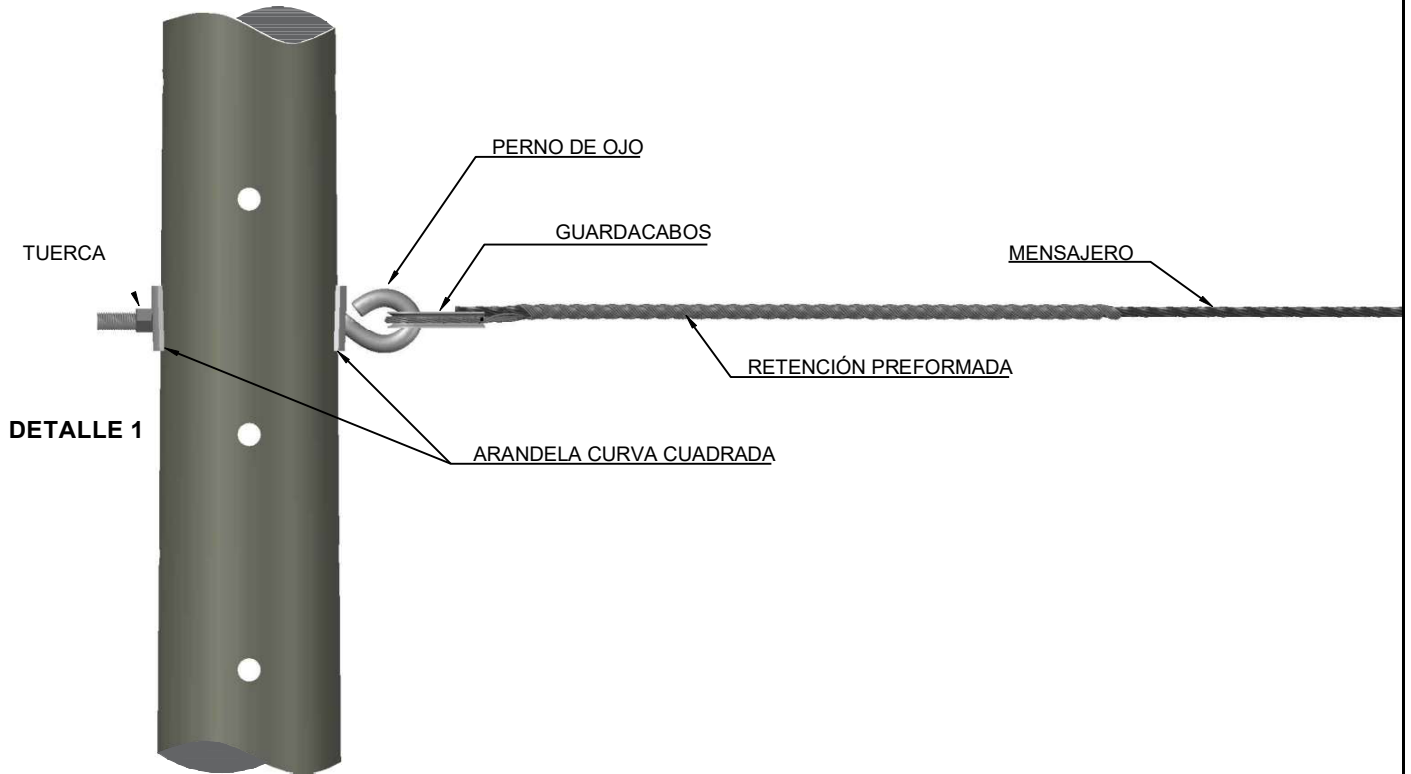 PERNO DE OJO
GUARDACABOS
TUERCA
MENSAJERO
RETENCIÓN PREFORMADA
DETALLE 1
ARANDELA CURVA CUADRADA